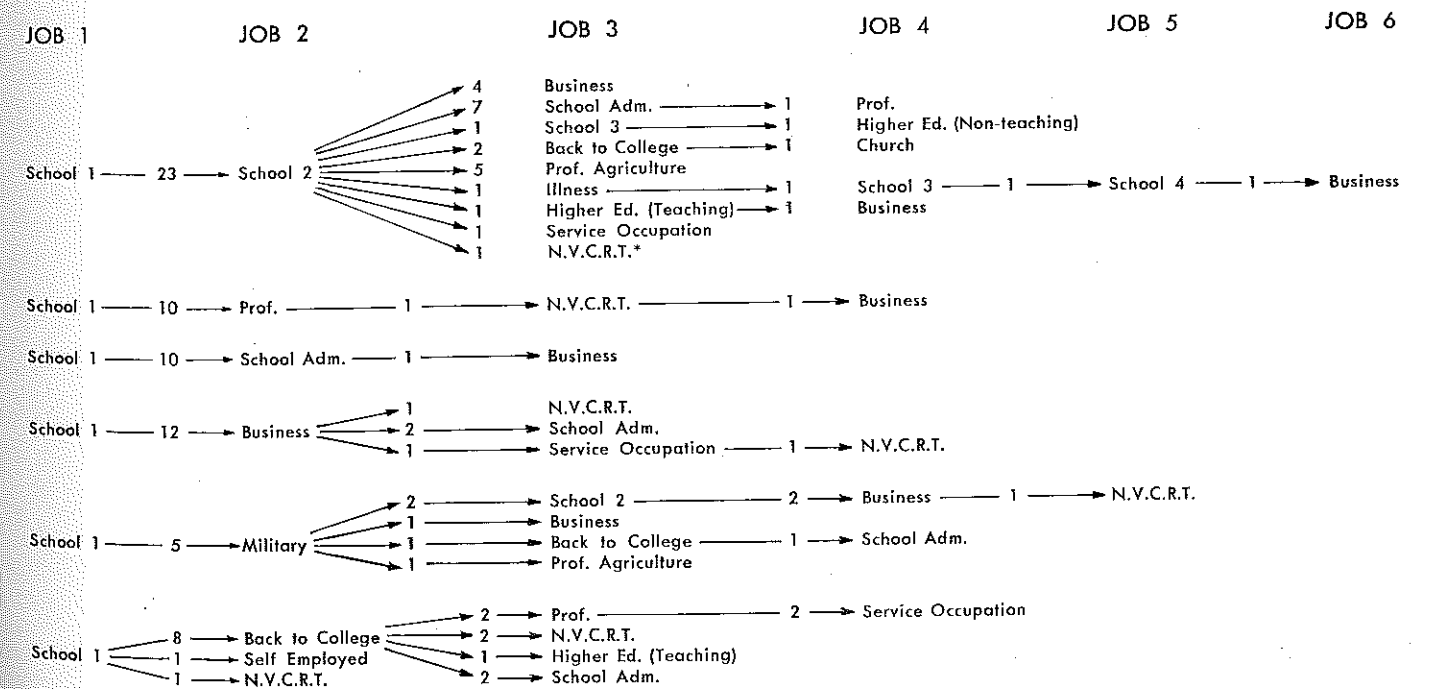 JOB 1 JOB 2 JOB 3 JOB 4 JOB 5 JOB 6
4 Business
7 School Adm. 1 Prof.
1 School 3 1 Higher Ed. (Non-teaching)
2 Back to College 1 Church
School 1 23 School 2 5 Prof. Agriculture
1 Illness 1 School 3 1 School 4 1 Business
1 Higher Ed. (Teaching) 1 Business
1 Service Occupation
1 N.V.C.R.T.*
School 1 10 Prof. 1 N.V.C.R.T. 1 Business
School 1 10 School Adm. 1 Business
1 N.V.C.R.T.
School 1 12 Business 2 School Adm.
1 Service Occupation 1 N.V.C.R.T.
2 School 2 2 Business 1 N.V.C.R.T.
1 Business
School 1 5 Military 1 Back to College 1 School Adm.
1 Prof. Agriculture
2 Prof. 2 Service Occupation
8 Back to College 2 N.V.C.R.T.
School 1 1 Self Employed 1 Higher Ed. (Teaching)
1 N.V.C.R.T. 2 School Adm.